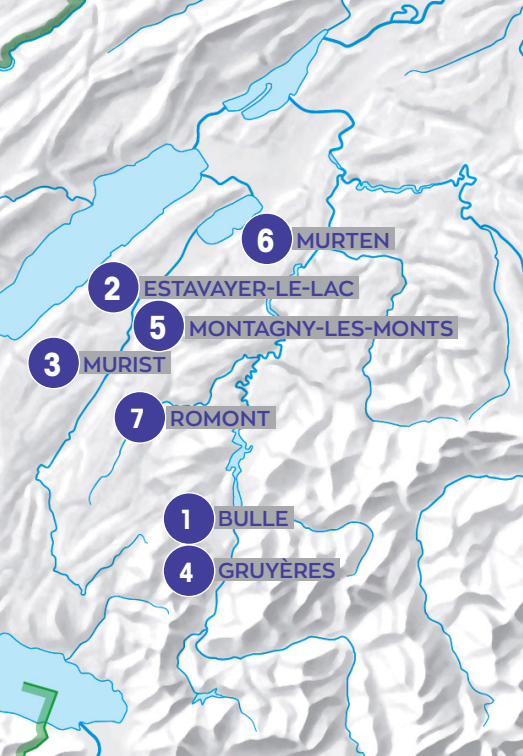 6 MURTEN
2 ESTAVAYER-LE-LAC
5 MONTAGNY-LES-MONTS
3 MURIST
7 ROMONT
1 BULLE
4 GRUYÈRES